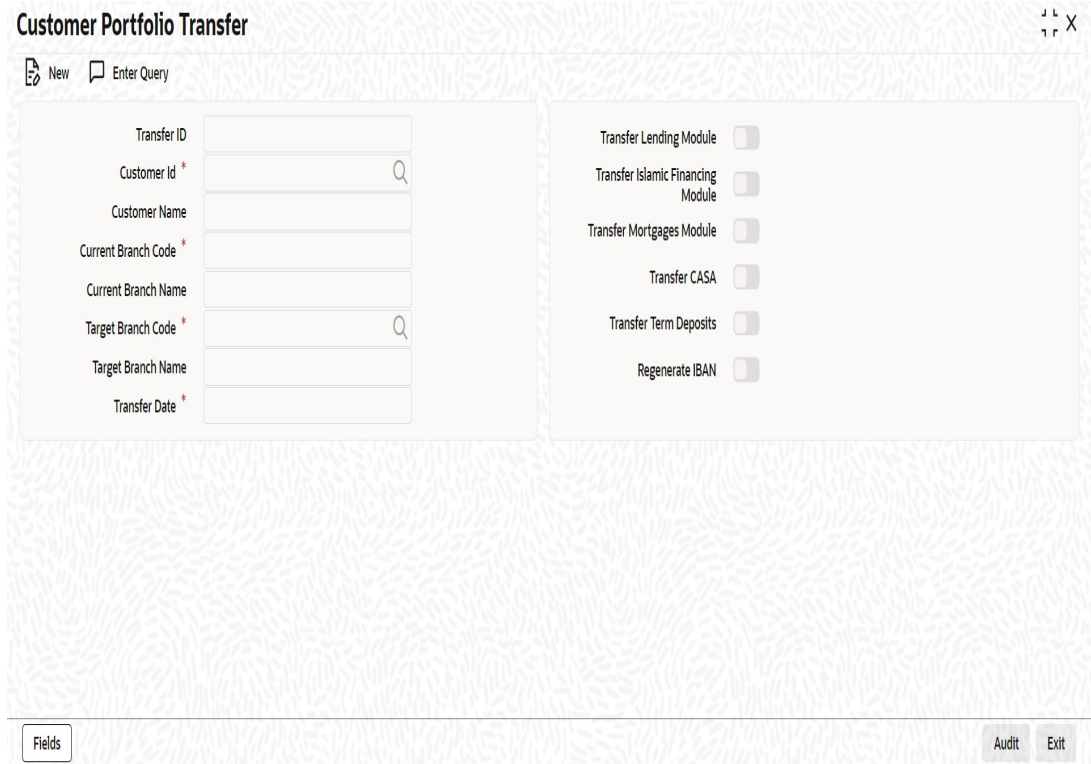 Customer Portfolio Transfer
New Enter Query
Transfer ID
Customer Id *
Customer Name
Current Branch Code *
Current Branch Name
Target Branch Code *
Target Branch Name
Transfer Date *
Transfer Lending Module
Transfer Islamic Financing
Module
Transfer Mortgages Module
Transfer CASA
Transfer Term Deposits
Regenerate IBAN
Fields
Audit Exit